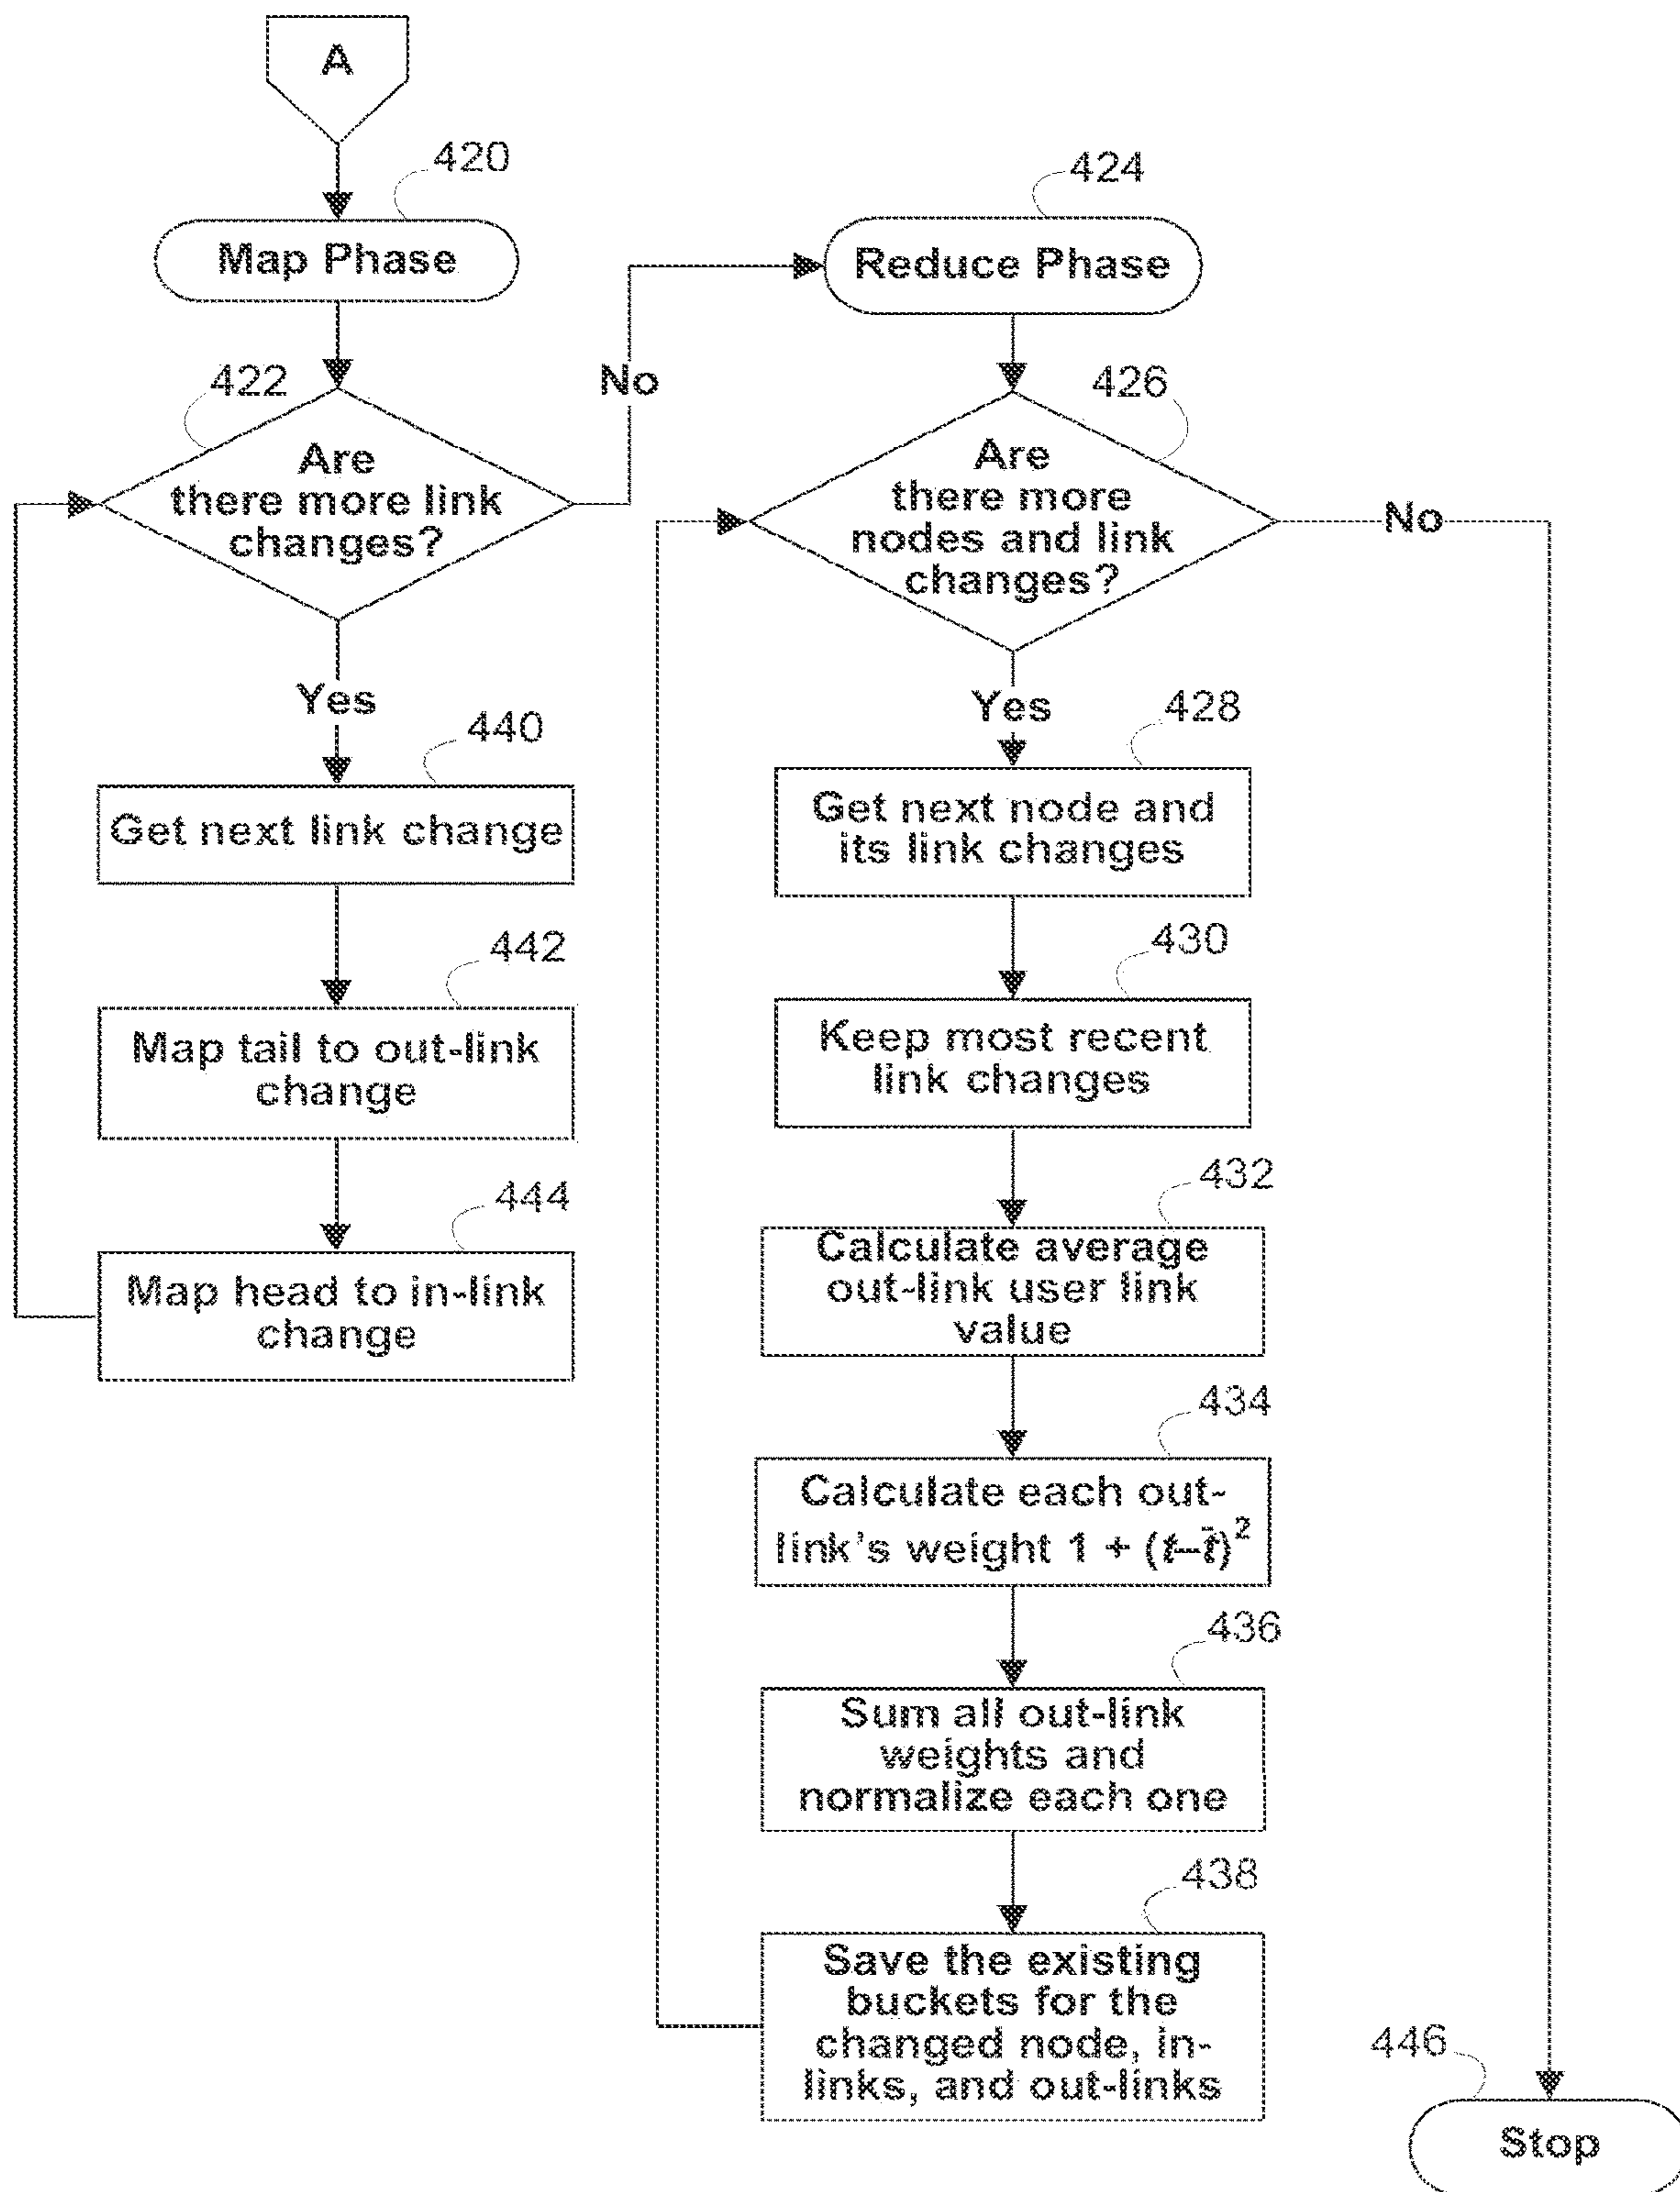 A
420
Map Phase
422
Are
there more link
changes?
No
Yes
440
Get next link change
442
Map tail to out-link
change
444
Map head to in-link
change
424
Reduce Phase
426
Are
there more
nodes and link
changes?
No
Yes
428
Get next node and
its link changes
430
Keep most recent
link changes
432
Calculate average
out-link user link
value
434
Calculate each out-
link's weight 1 + (t–t̄)²
436
Sum all out-link
weights and
normalize each one
438
Save the existing
buckets for the
changed node, in-
links, and out-links
446
Stop